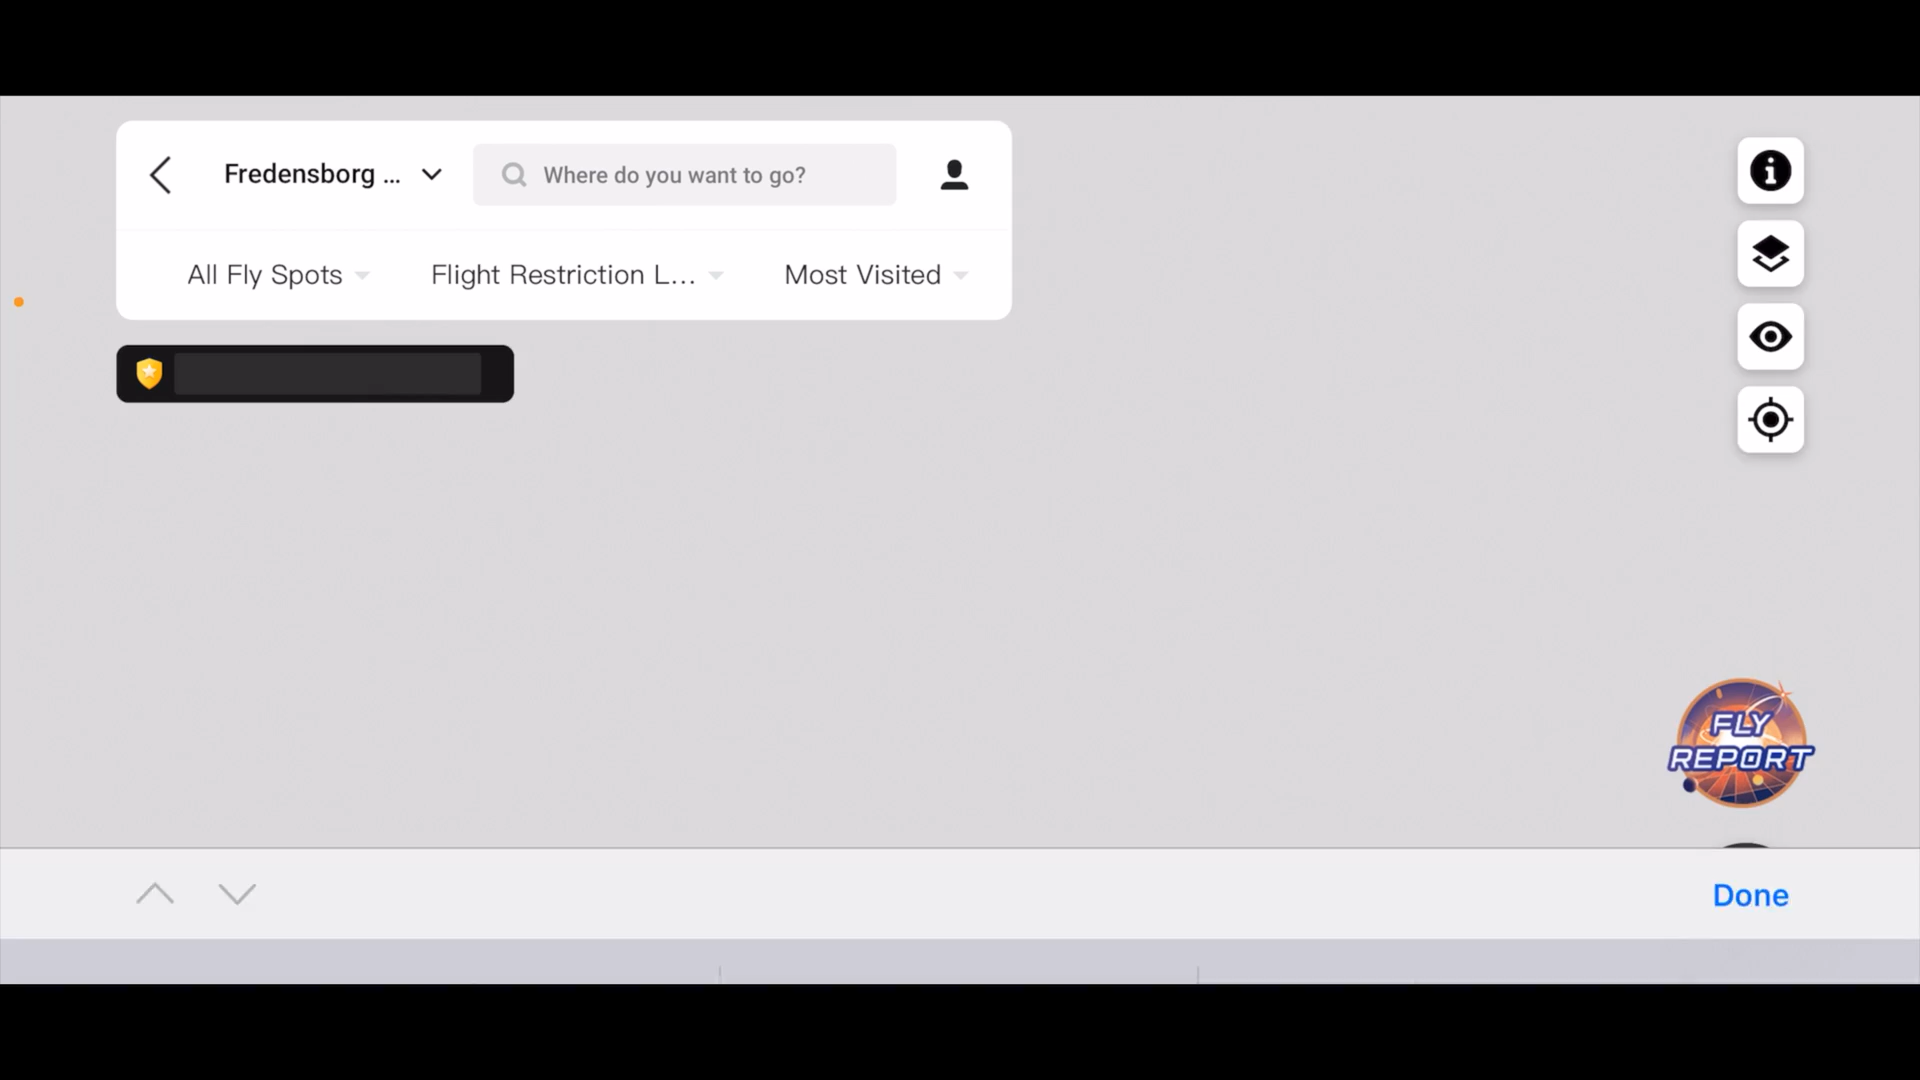 Fredensborg ...
Where do you want to go?
All Fly Spots
Flight Restriction L...
Most Visited
FLY
REPORT
Done